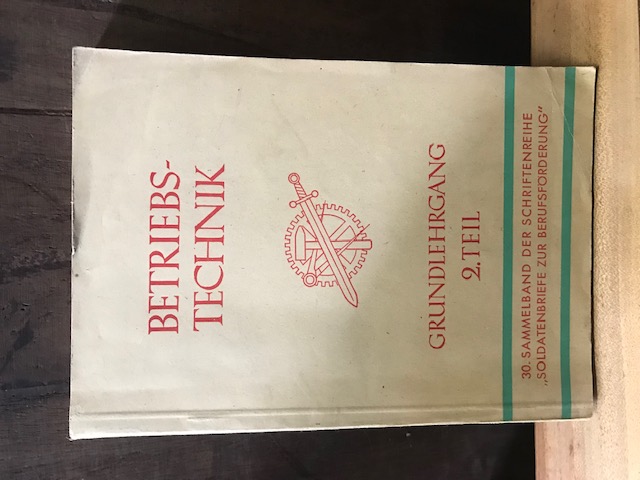 BETRIEBS-
TECHNIK
GRUNDLEHRGANG
2. TEIL
30. SAMMELBAND DER SCHRIFTENREIHE
„SOLDATENBRIEFE ZUR BERUFSFÖRDERUNG"